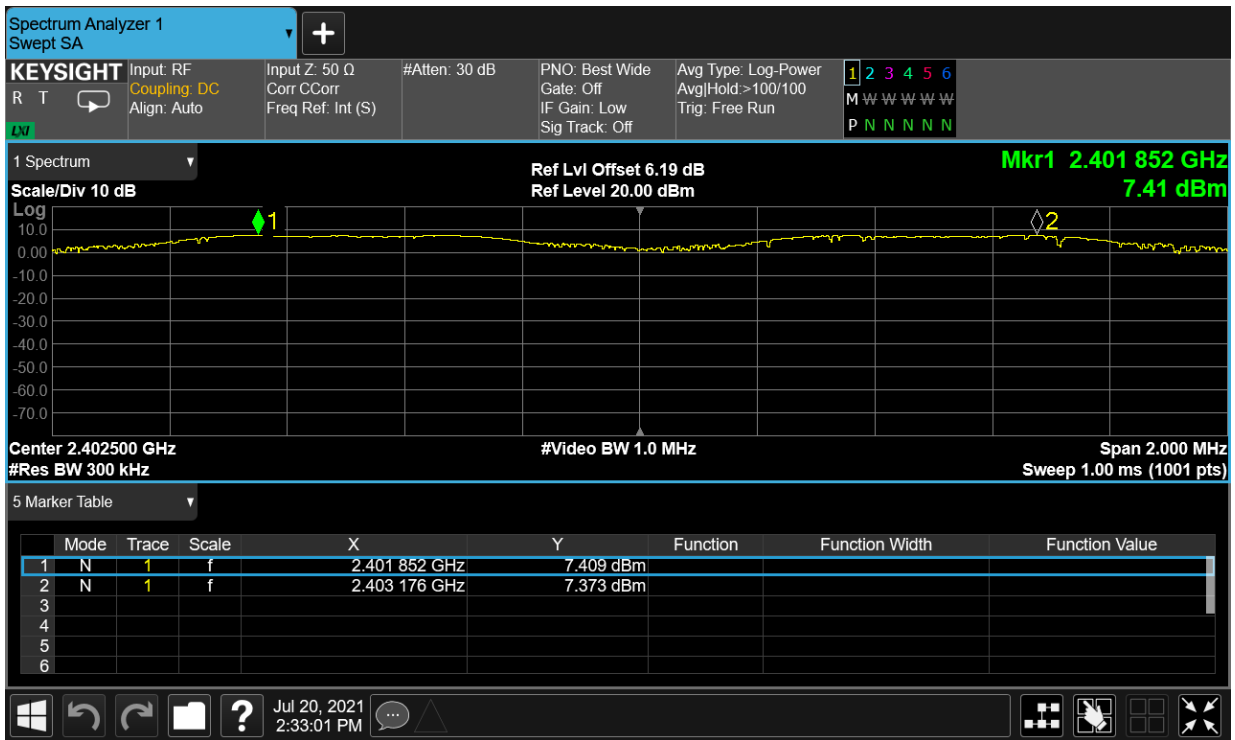 Spectrum Analyzer 1
Swept SA
+
KEYSIGHT
R T
LXI
Input: RF
Coupling: DC
Align: Auto
Input Z: 50 Ω
Corr CCorr
Freq Ref: Int (S)
#Atten: 30 dB
PNO: Best Wide
Gate: Off
IF Gain: Low
Sig Track: Off
Avg Type: Log-Power
Avg|Hold:>100/100
Trig: Free Run
1 2 3 4 5 6
M W W W W W
P N N N N N
1 Spectrum
Scale/Div 10 dB
Ref Lvl Offset 6.19 dB
Ref Level 20.00 dBm
Mkr1 2.401 852 GHz
7.41 dBm
Log
10.0
0.00
-10.0
-20.0
-30.0
-40.0
-50.0
-60.0
-70.0
1
2
Center 2.402500 GHz
#Res BW 300 kHz
#Video BW 1.0 MHz
Span 2.000 MHz
Sweep 1.00 ms (1001 pts)
5 Marker Table
Mode Trace Scale X Y Function Function Width Function Value
1 N 1 f 2.401 852 GHz 7.409 dBm
2 N 1 f 2.403 176 GHz 7.373 dBm
3
4
5
6
?
Jul 20, 2021
2:33:01 PM